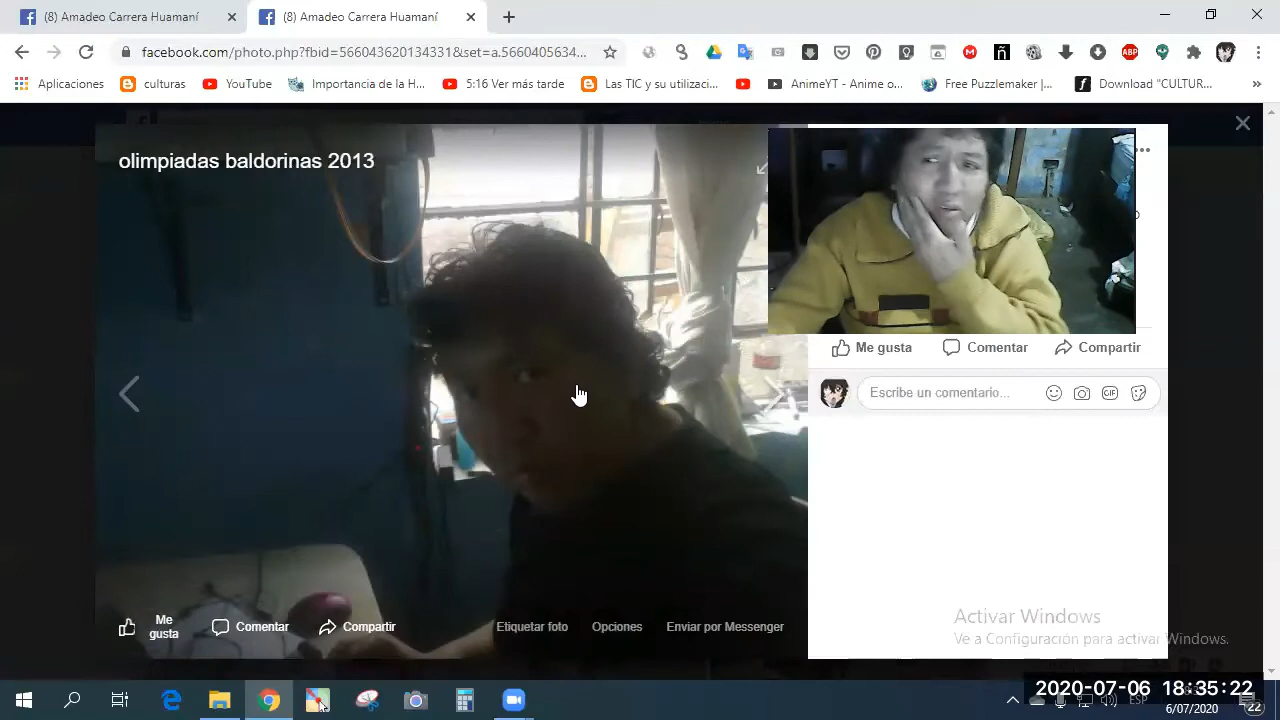 (8) Amadeo Carrera Huamaní
(8) Amadeo Carrera Huamaní
facebook.com/photo.php?fbid=566043620134331&set=a.5660405634...
Aplicaciones
culturas
YouTube
Importancia de la H...
5:16 Ver más tarde
Las TIC y su utilizaci...
AnimeYT - Anime o...
Free Puzzlemaker |...
Download "CULTUR...
»
olimpiadas baldorinas 2013
Me gusta
Comentar
Compartir
Escribe un comentario...
GIF
Me gusta
Comentar
Compartir
Etiquetar foto
Opciones
Enviar por Messenger
Activar Windows
Ve a Configuración para activar Windows.
2020-07-06 18:35:22
ESP
6/07/2020
22
ABP
ñ